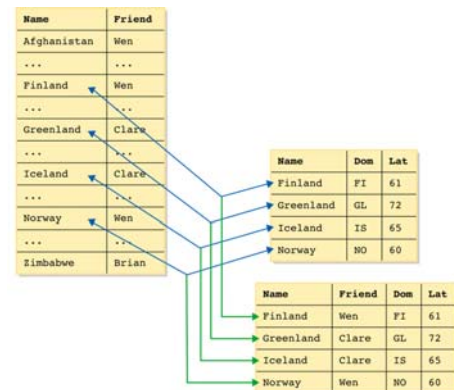 Name Friend
Afghanistan Wen
... ...
Finland Wen
... ...
Greenland Clare
... ...
Iceland Clare
... ...
Norway Wen
... ...
Zimbabwe Brian
Name Dom Lat
Finland FI 61
Greenland GL 72
Iceland IS 65
Norway NO 60
Name Friend Dom Lat
Finland Wen FI 61
Greenland Clare GL 72
Iceland Clare IS 65
Norway Wen NO 60